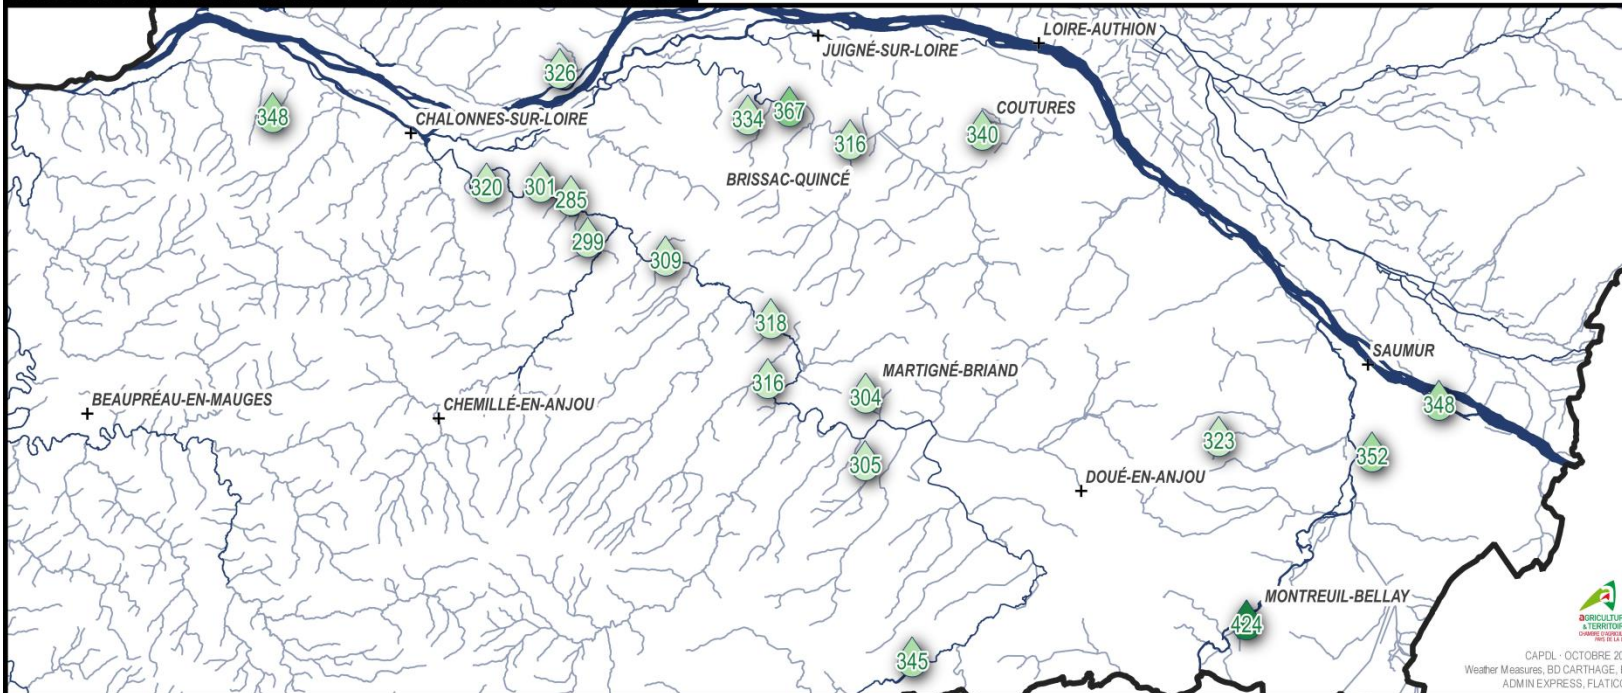 LOIRE-AUTHION
JUIGNÉ-SUR-LOIRE
326
348
CHALONNES-SUR-LOIRE
334
367
316
340
COUTURES
BRISSAC-QUINCÉ
320
301
285
299
309
318
316
304
MARTIGNÉ-BRIAND
SAUMUR
BEAUPRÉAU-EN-MAUGES
CHEMILLÉ-EN-ANJOU
348
323
352
305
DOUÉ-EN-ANJOU
MONTREUIL-BELLAY
424
345
AGRICULTUR
& TERRITOIR
CAPDL - OCTOBRE 20
Weather Measures, BD CARTHAGE,
ADMIN EXPRESS, FLATIC